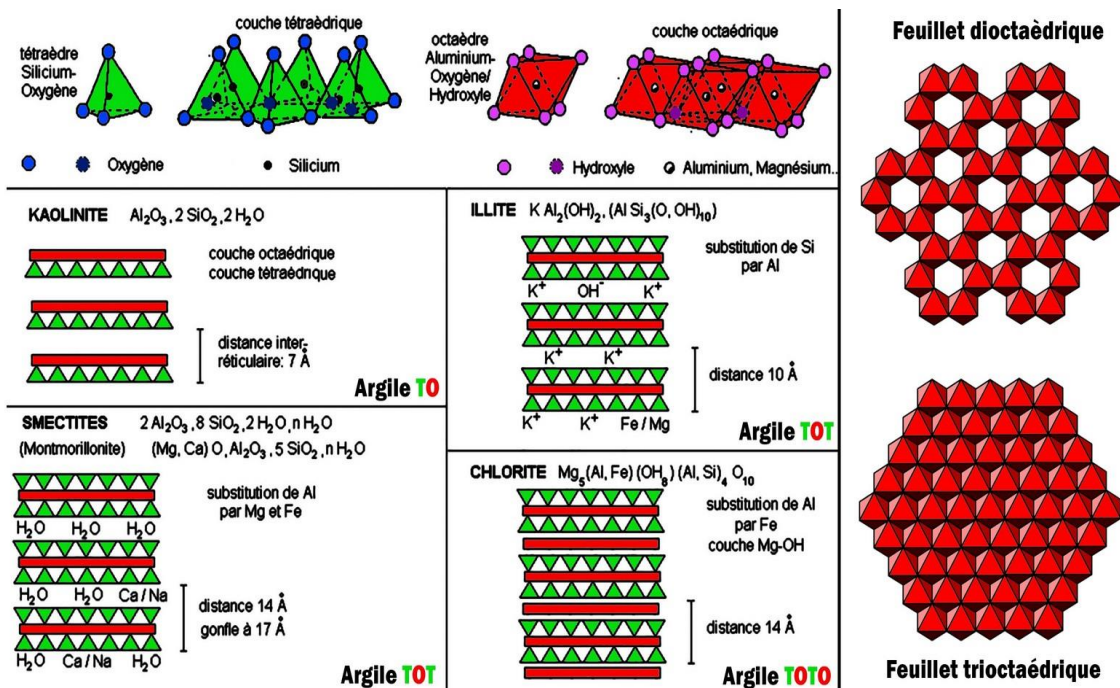 couche tétraèdrique
tétraèdre
Silicium-
Oxygène
Oxygène
Silicium
octaèdre
Aluminium-
Oxygène/
Hydroxyle
couche octaédrique
Hydroxyle
Aluminium, Magnésium...
KAOLINITE Al₂O₃, 2 SiO₂, 2 H₂O
couche octaédrique
couche tétraédrique
distance inter-
réticulaire: 7 Å
Argile TO
SMECTITES 2 Al₂O₃, 8 SiO₂, 2 H₂O, n H₂O
(Montmorillonite) (Mg, Ca) O, Al₂O₃, 5 SiO₂, n H₂O
substitution de Al
par Mg et Fe
H₂O H₂O H₂O
H₂O H₂O Ca / Na
distance 14 Å
gonfle à 17 Å
H₂O Ca / Na H₂O
Argile TOT
ILLITE K Al₂(OH)₂, (Al Si₃(O, OH)₁₀)
substitution de Si
par Al
K⁺ OH⁻ K⁺
K⁺ K⁺
distance 10 Å
K⁺ K⁺ Fe / Mg
Argile TOT
CHLORITE Mg₅(Al, Fe) (OH₈) (Al, Si)₄ O₁₀
substitution de Al
par Fe
couche Mg-OH
distance 14 Å
Argile TOTO
Feuillet dioctaèdrique
Feuillet trioctaédrique